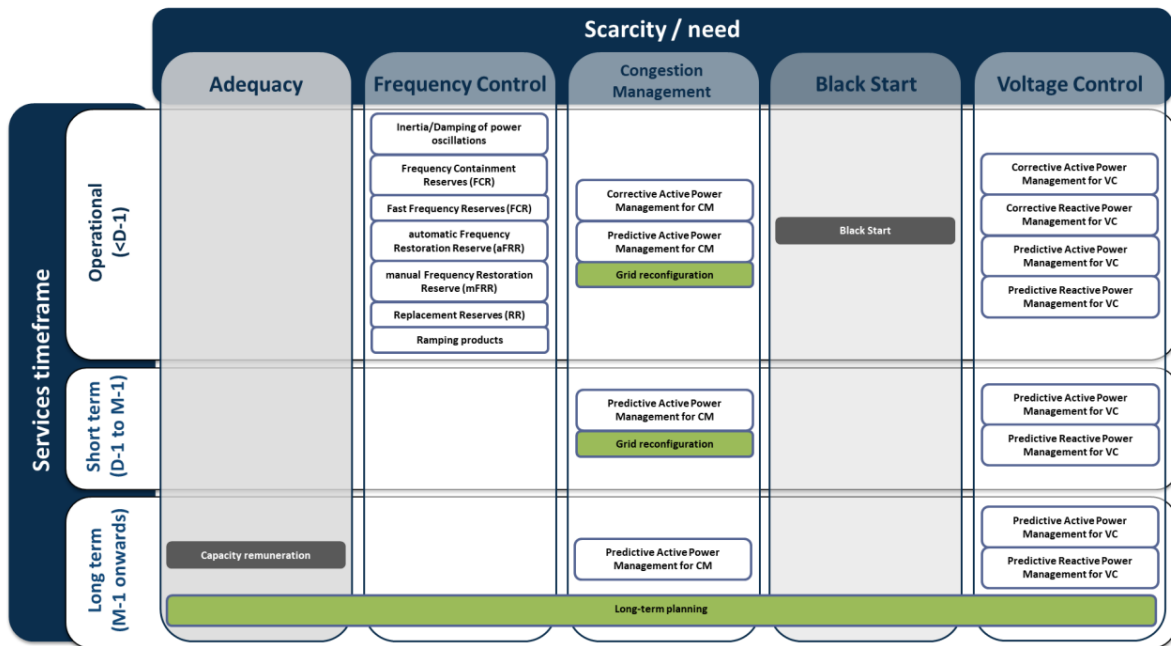 Scarcity / need
Adequacy
Frequency Control
Congestion
Management
Black Start
Voltage Control
Services timeframe
Operational
(<D-1)
Inertia/Damping of power
oscillations
Frequency Containment
Reserves (FCR)
Fast Frequency Reserves (FCR)
automatic Frequency
Restoration Reserve (aFRR)
manual Frequency Restoration
Reserve (mFRR)
Replacement Reserves (RR)
Ramping products
Corrective Active Power
Management for CM
Predictive Active Power
Management for CM
Grid reconfiguration
Black Start
Corrective Active Power
Management for VC
Corrective Reactive Power
Management for VC
Predictive Active Power
Management for VC
Predictive Reactive Power
Management for VC
Short term
(D-1 to M-1)
Predictive Active Power
Management for CM
Grid reconfiguration
Predictive Active Power
Management for VC
Predictive Reactive Power
Management for VC
Long term
(M-1 onwards)
Capacity remuneration
Predictive Active Power
Management for CM
Predictive Active Power
Management for VC
Predictive Reactive Power
Management for VC
Long-term planning